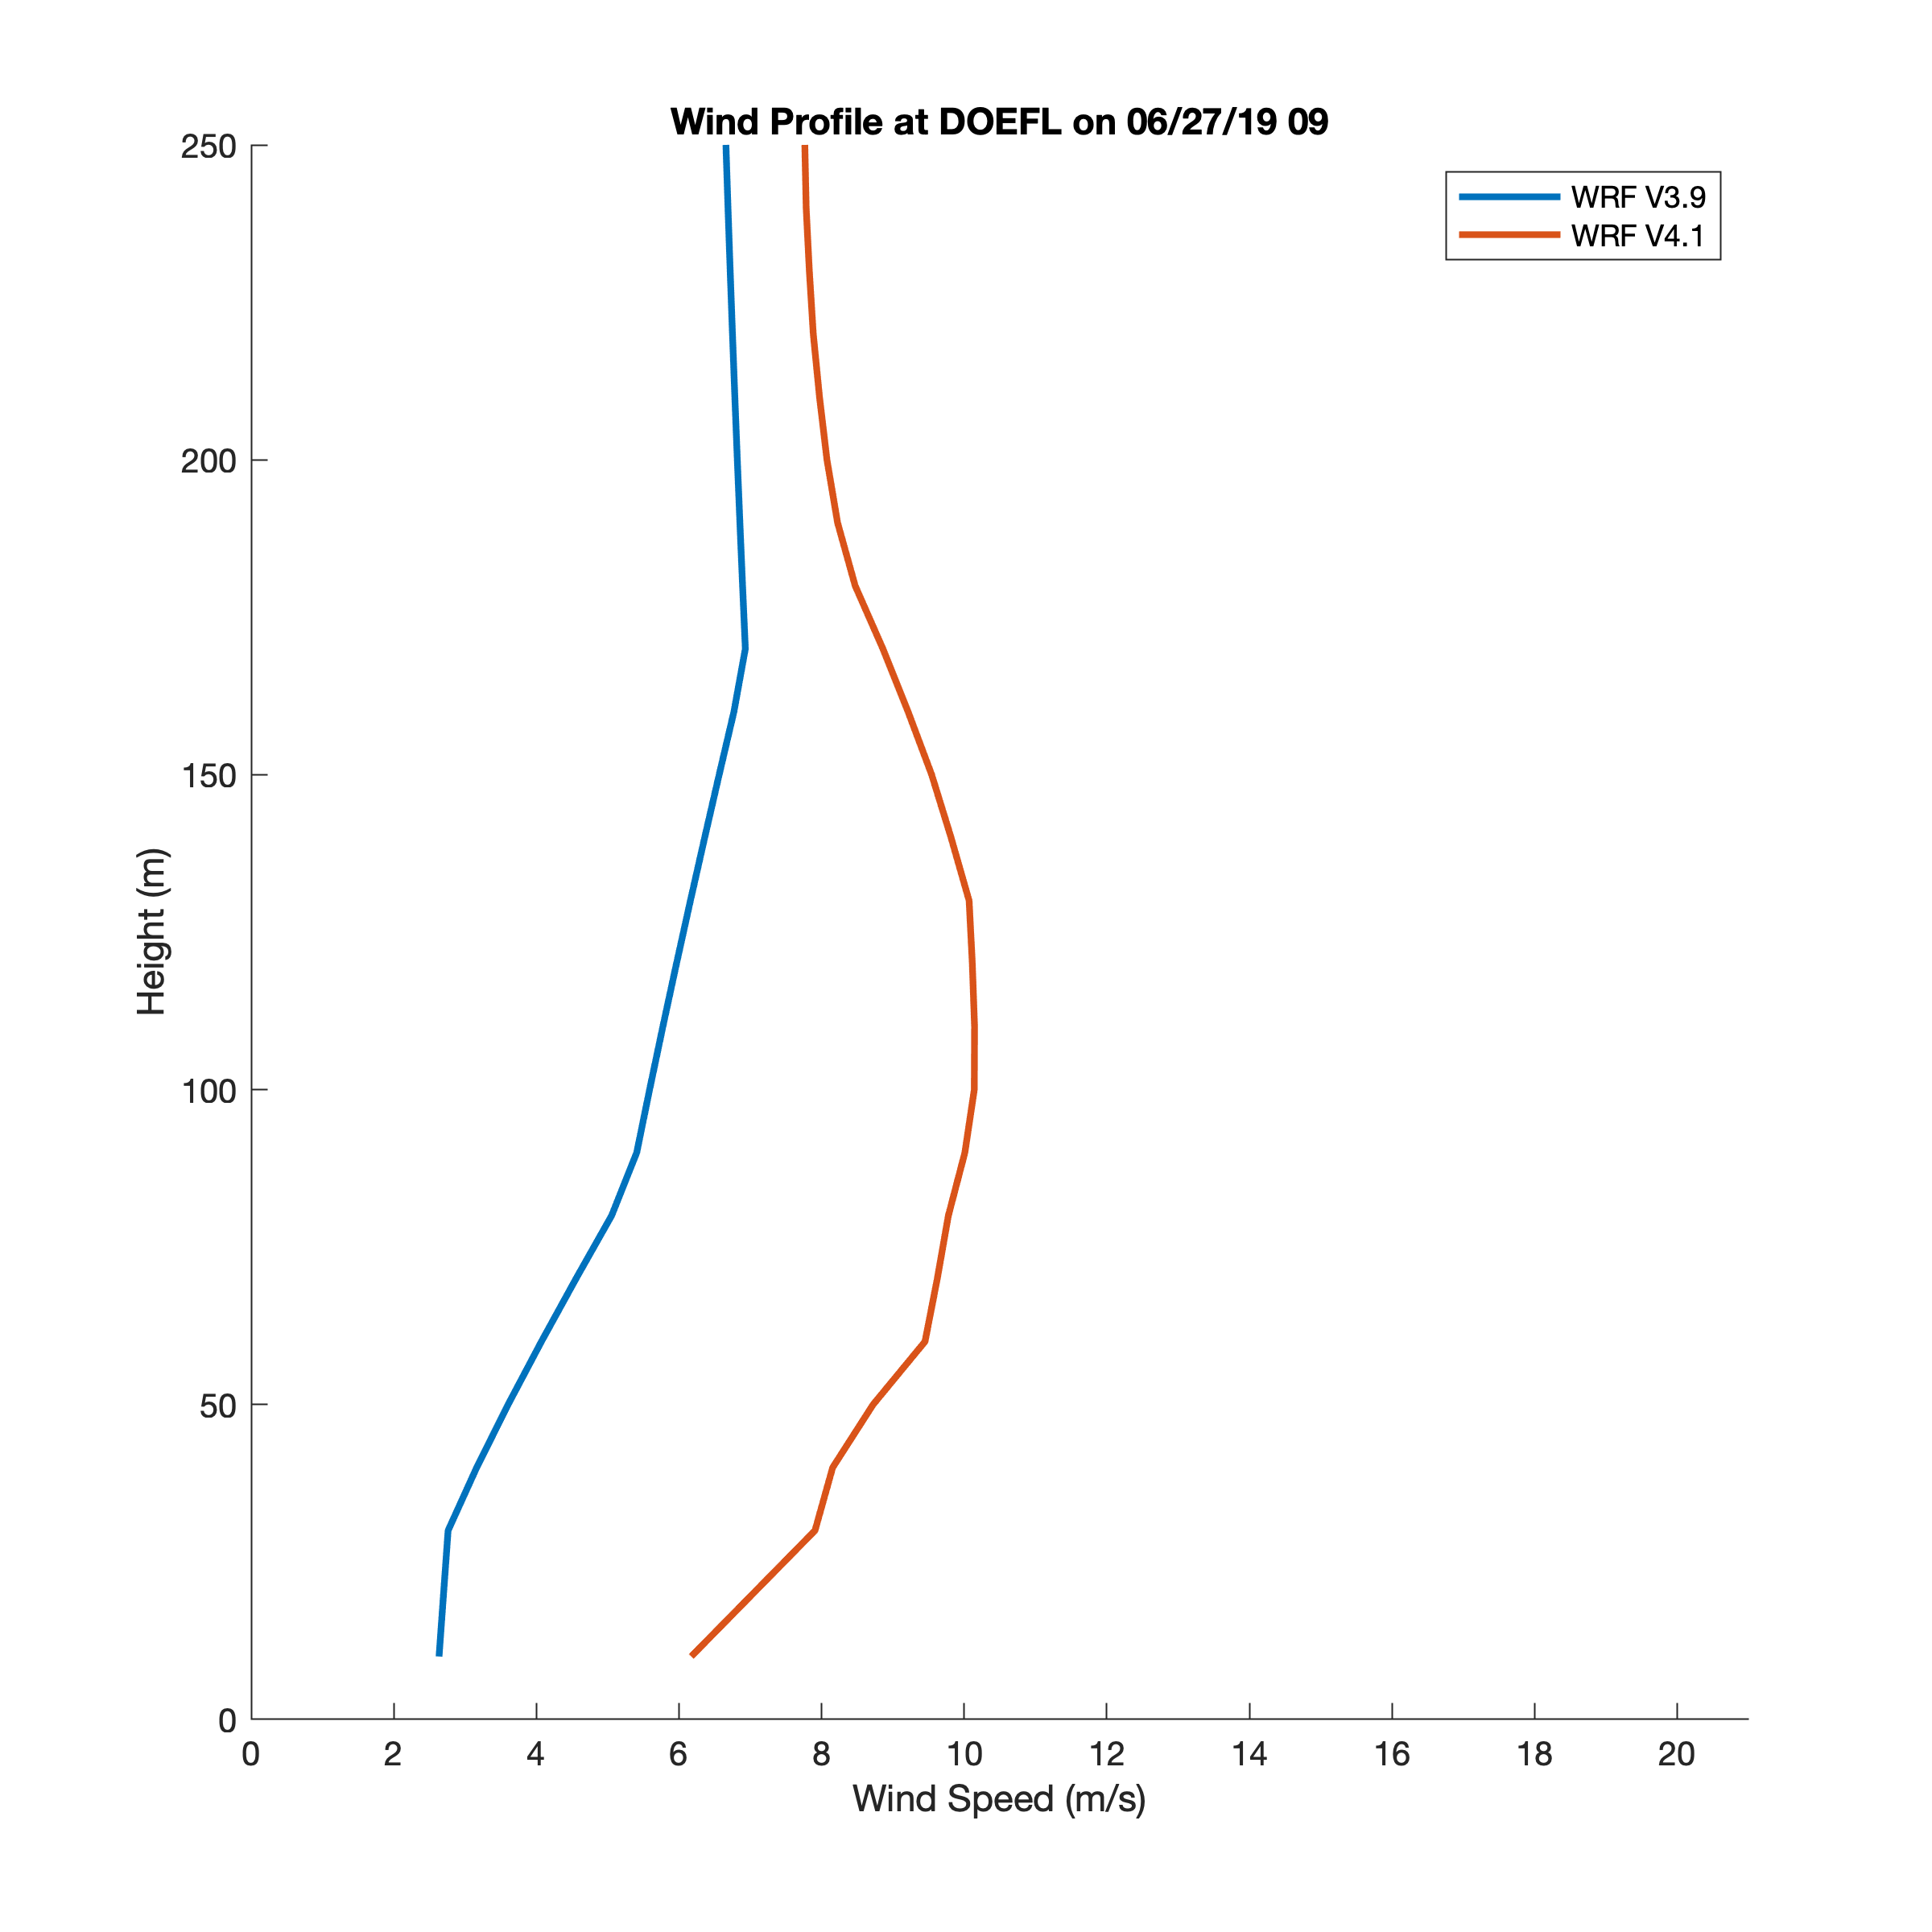 Wind Profile at DOEFL on 06/27/19 09
WRF V3.9
WRF V4.1
250
200
150
100
50
0
Height (m)
0 2 4 6 8 10 12 14 16 18 20
Wind Speed (m/s)